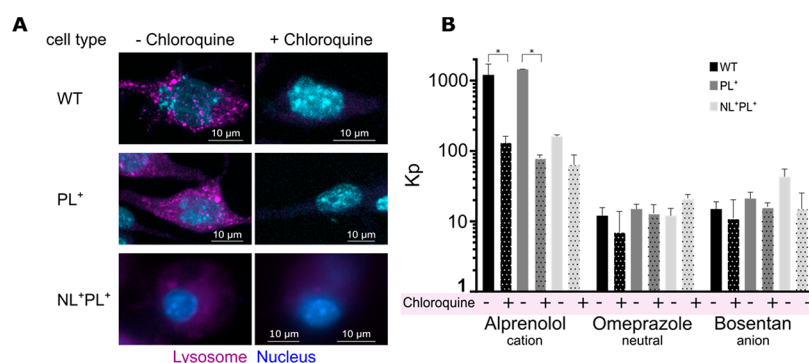 A
B
cell type
- Chloroquine
+ Chloroquine
WT
10 µm
10 µm
PL⁺
10 µm
10 µm
NL⁺PL⁺
10 µm
10 µm
Lysosome Nucleus
* *
WT
PL⁺
NL⁺PL⁺
1000
100
10
1
Kp
Chloroquine - + - + - + - + - + - + - + - + - -
Alprenolol Omeprazole Bosentan
cation neutral anion